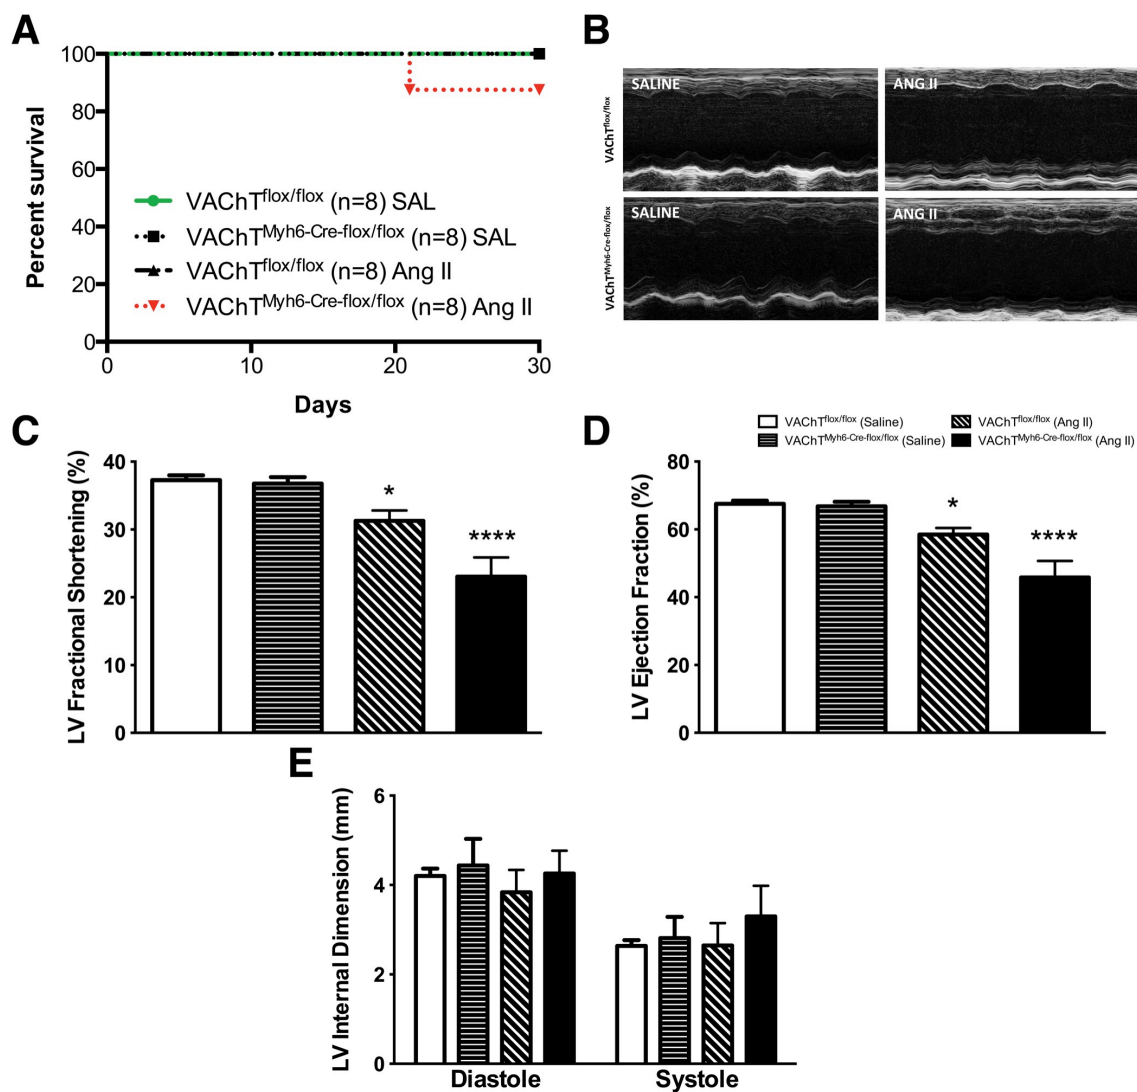 A
Percent survival
100
80
60
40
20
0
0 10 20 30
Days
VAChTflox/flox (n=8) SAL
VAChTMyh6-Cre-flox/flox (n=8) SAL
VAChTflox/flox (n=8) Ang II
VAChTMyh6-Cre-flox/flox (n=8) Ang II
B
VAChTflox/flox
SALINE
ANG II
VAChTMyh6-Cre-flox/flox
SALINE
ANG II
VAChTflox/flox (Saline)
VAChTflox/flox (Ang II)
VAChTMyh6-Cre-flox/flox (Saline)
VAChTMyh6-Cre-flox/flox (Ang II)
C
LV Fractional Shortening (%)
40
30
20
10
0
*
****
D
LV Ejection Fraction (%)
80
60
40
20
0
*
****
E
LV Internal Dimension (mm)
6
4
2
0
Diastole
Systole